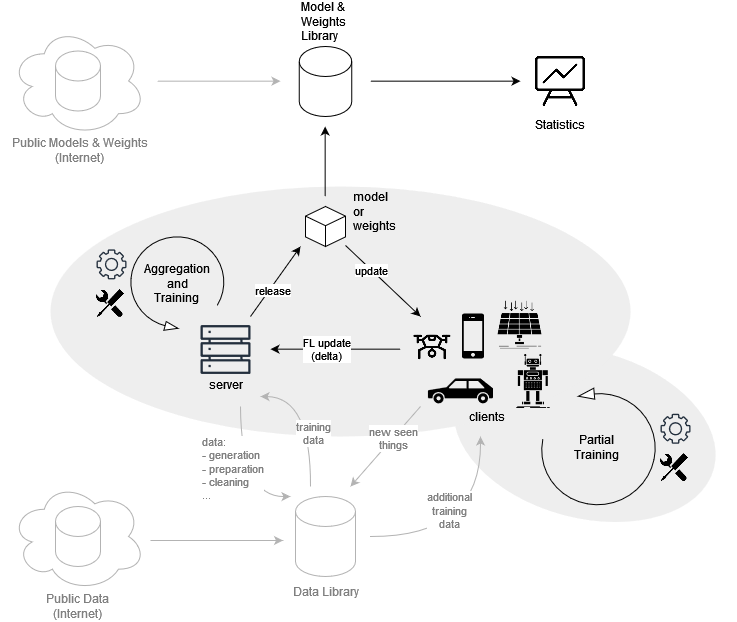 Model &
Weights
Library
Public Models & Weights
(Internet)
Statistics
model
or
weights
Aggregation
and
Training
release
update
FL update
(delta)
server
clients
Partial
Training
data:
- generation
- preparation
- cleaning
...
training
data
new seen
things
additional
training
data
Data Library
Public Data
(Internet)